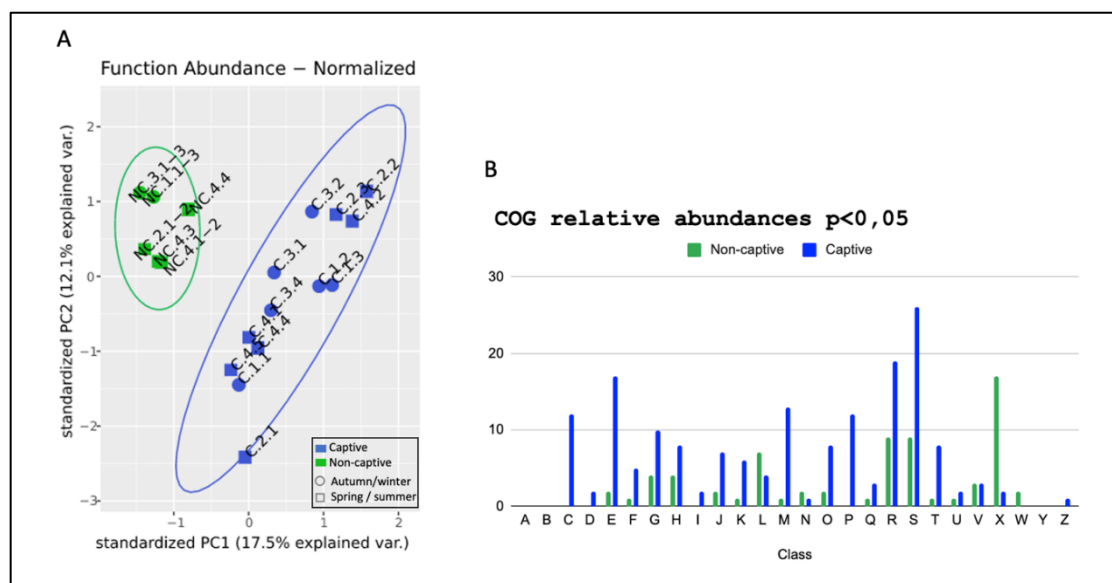 A
Function Abundance − Normalized
standardized PC2 (12.1% explained var.)
2
1
0
−1
−2
−3
NC.3.1−3
NC.1.1−3
NC.4.4
NC.2.1−2
NC.4.3
NC.4.1−2
C.3.2
C.2.3
C.2.2
C.4.2
C.3.1
C.1.2
C.1.3
C.3.4
C.4.4
C.1.1
C.2.1
Captive
Non-captive
Autumn/winter
Spring / summer
−1 0 1 2
standardized PC1 (17.5% explained var.)
B
COG relative abundances p<0,05
Non-captive Captive
30
20
10
0
A B C D E F G H I J K L M N O P Q R S T U V X W Y Z
Class